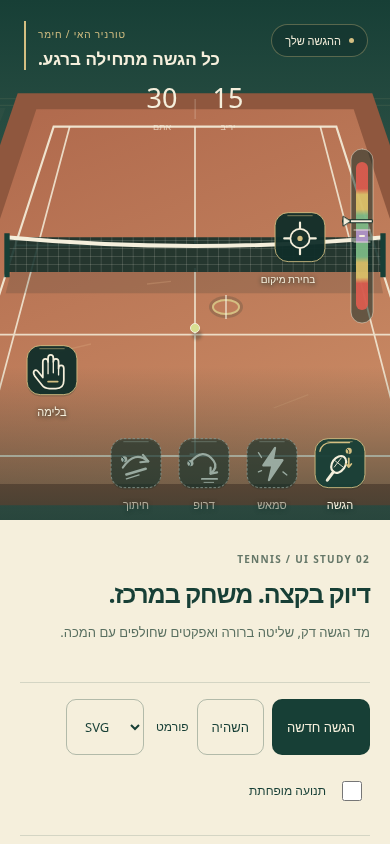 טורניר האי / חימר
ההגשה שלך
כל הגשה מתחילה ברגע.
15
30
יריב
אתם
בחירת מיקום
בלימה
הגשה
סמאש
דרופ
חיתוך
TENNIS / UI STUDY 02
דיוק בקצה. משחק במרכז.
מד הגשה דק, שליטה ברורה ואפקטים שחולפים עם המכה.
הגשה חדשה
השהיה
פורמט
SVG
תנועה מופחתת